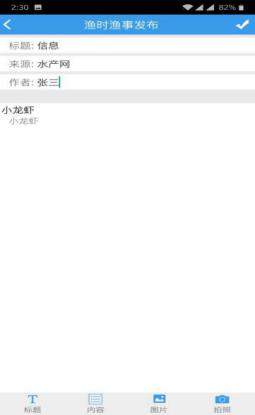 2:30 82%
渔时渔事发布
标题: 信息
来源: 水产网
作者: 张三
小龙虾
小龙虾
标题 内容 图片 拍照